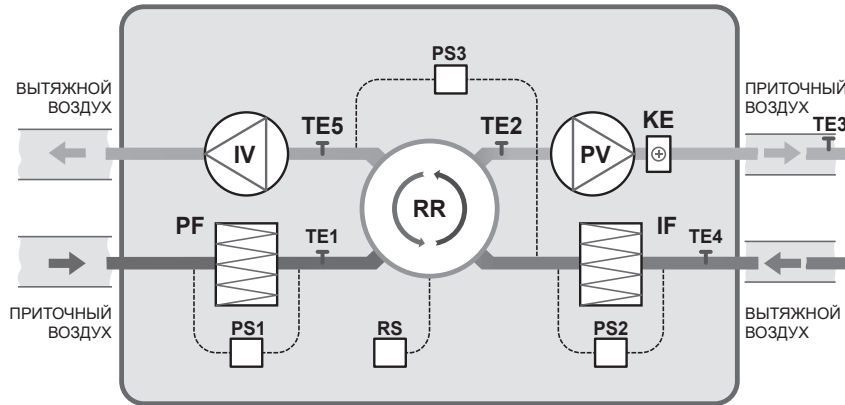 PS3
ВЫТЯЖНОЙ
ВОЗДУХ
ПРИТОЧНЫЙ
ВОЗДУХ
TE5
TE2
KE
TE3
IV
PV
RR
PF
TE1
IF
TE4
ПРИТОЧНЫЙ
ВОЗДУХ
PS1
RS
PS2
ВЫТЯЖНОЙ
ВОЗДУХ